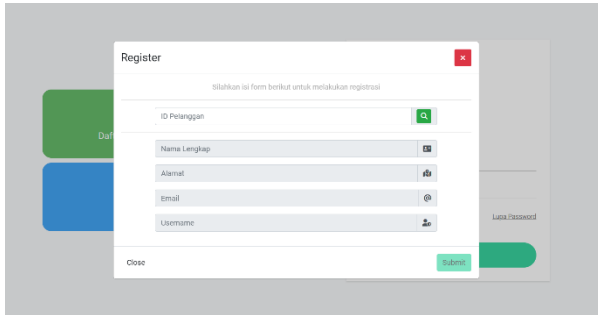 Register
Silahkan isi form berikut untuk melakukan registrasi
ID Pelanggan
Daf
Nama Lengkap
Alamat
Email
Username
Lupa Password
Close
Submit